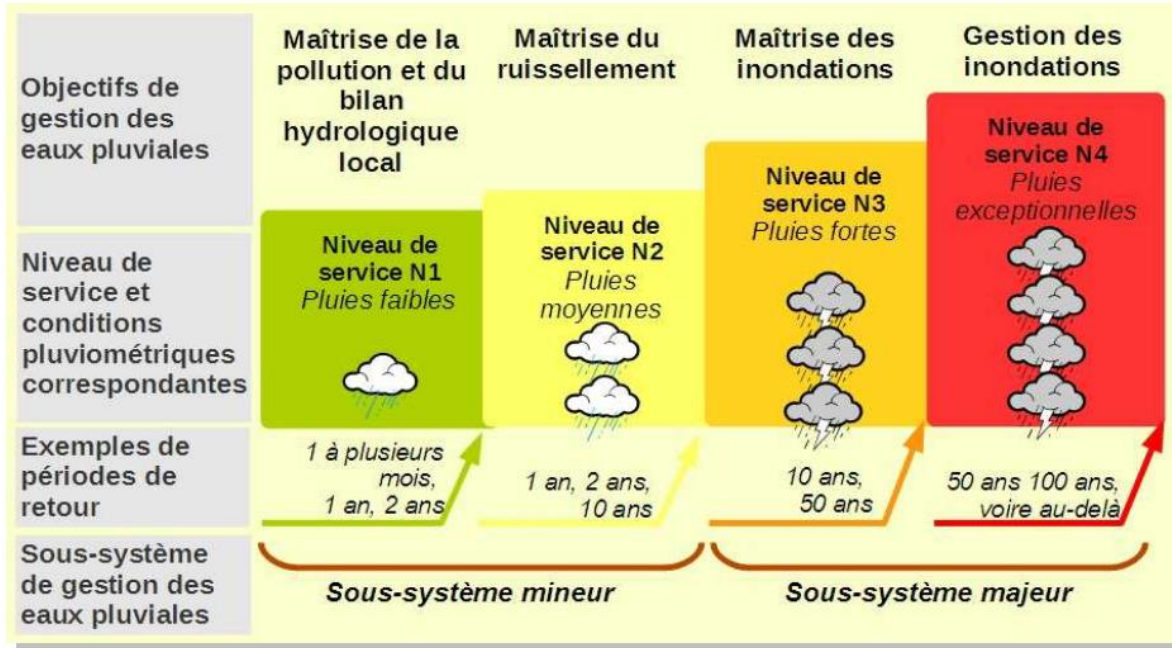 Objectifs de
gestion des
eaux pluviales
Maîtrise de la
pollution et du
bilan
hydrologique
local
Maîtrise du
ruissellement
Maîtrise des
inondations
Gestion des
inondations
Niveau de
service et
conditions
pluviométriques
correspondantes
Niveau de
service N1
Pluies faibles
Niveau de
service N2
Pluies
moyennes
Niveau de
service N3
Pluies fortes
Niveau de
service N4
Pluies
exceptionnelles
Exemples de
périodes de
retour
1 à plusieurs
mois,
1 an, 2 ans
1 an, 2 ans,
10 ans
10 ans,
50 ans
50 ans 100 ans,
voire au-delà
Sous-système
de gestion des
eaux pluviales
Sous-système mineur
Sous-système majeur